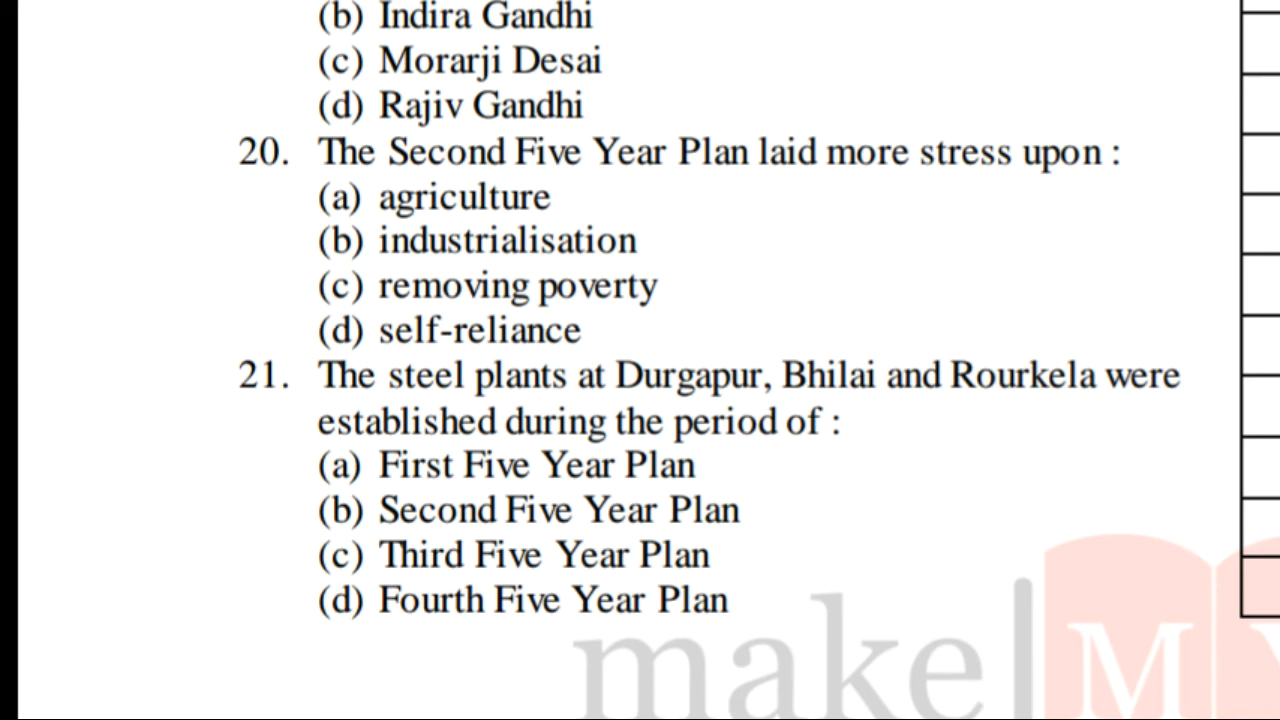 (b) Indira Gandhi
(c) Morarji Desai
(d) Rajiv Gandhi
20. The Second Five Year Plan laid more stress upon :
(a) agriculture
(b) industrialisation
(c) removing poverty
(d) self-reliance
21. The steel plants at Durgapur, Bhilai and Rourkela were
established during the period of :
(a) First Five Year Plan
(b) Second Five Year Plan
(c) Third Five Year Plan
(d) Fourth Five Year Plan
make M